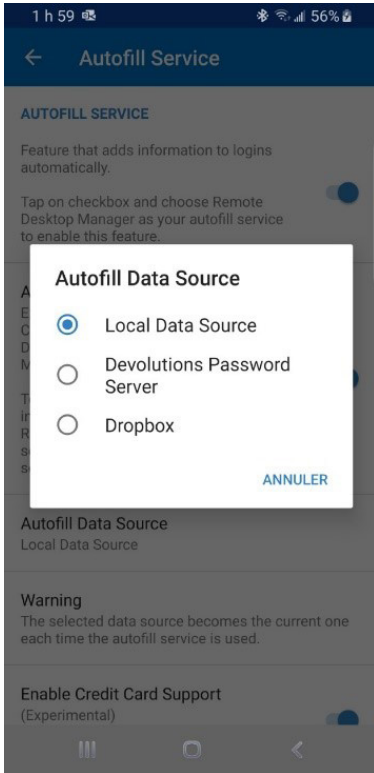 1 h 59
56%
Autofill Service
AUTOFILL SERVICE
Feature that adds information to logins
automatically.
Tap on checkbox and choose Remote
Desktop Manager as your autofill service
to enable this feature.
Autofill Data Source
Local Data Source
Devolutions Password
Server
Dropbox
ANNULER
Autofill Data Source
Local Data Source
Warning
The selected data source becomes the current one
each time the autofill service is used.
Enable Credit Card Support
(Experimental)